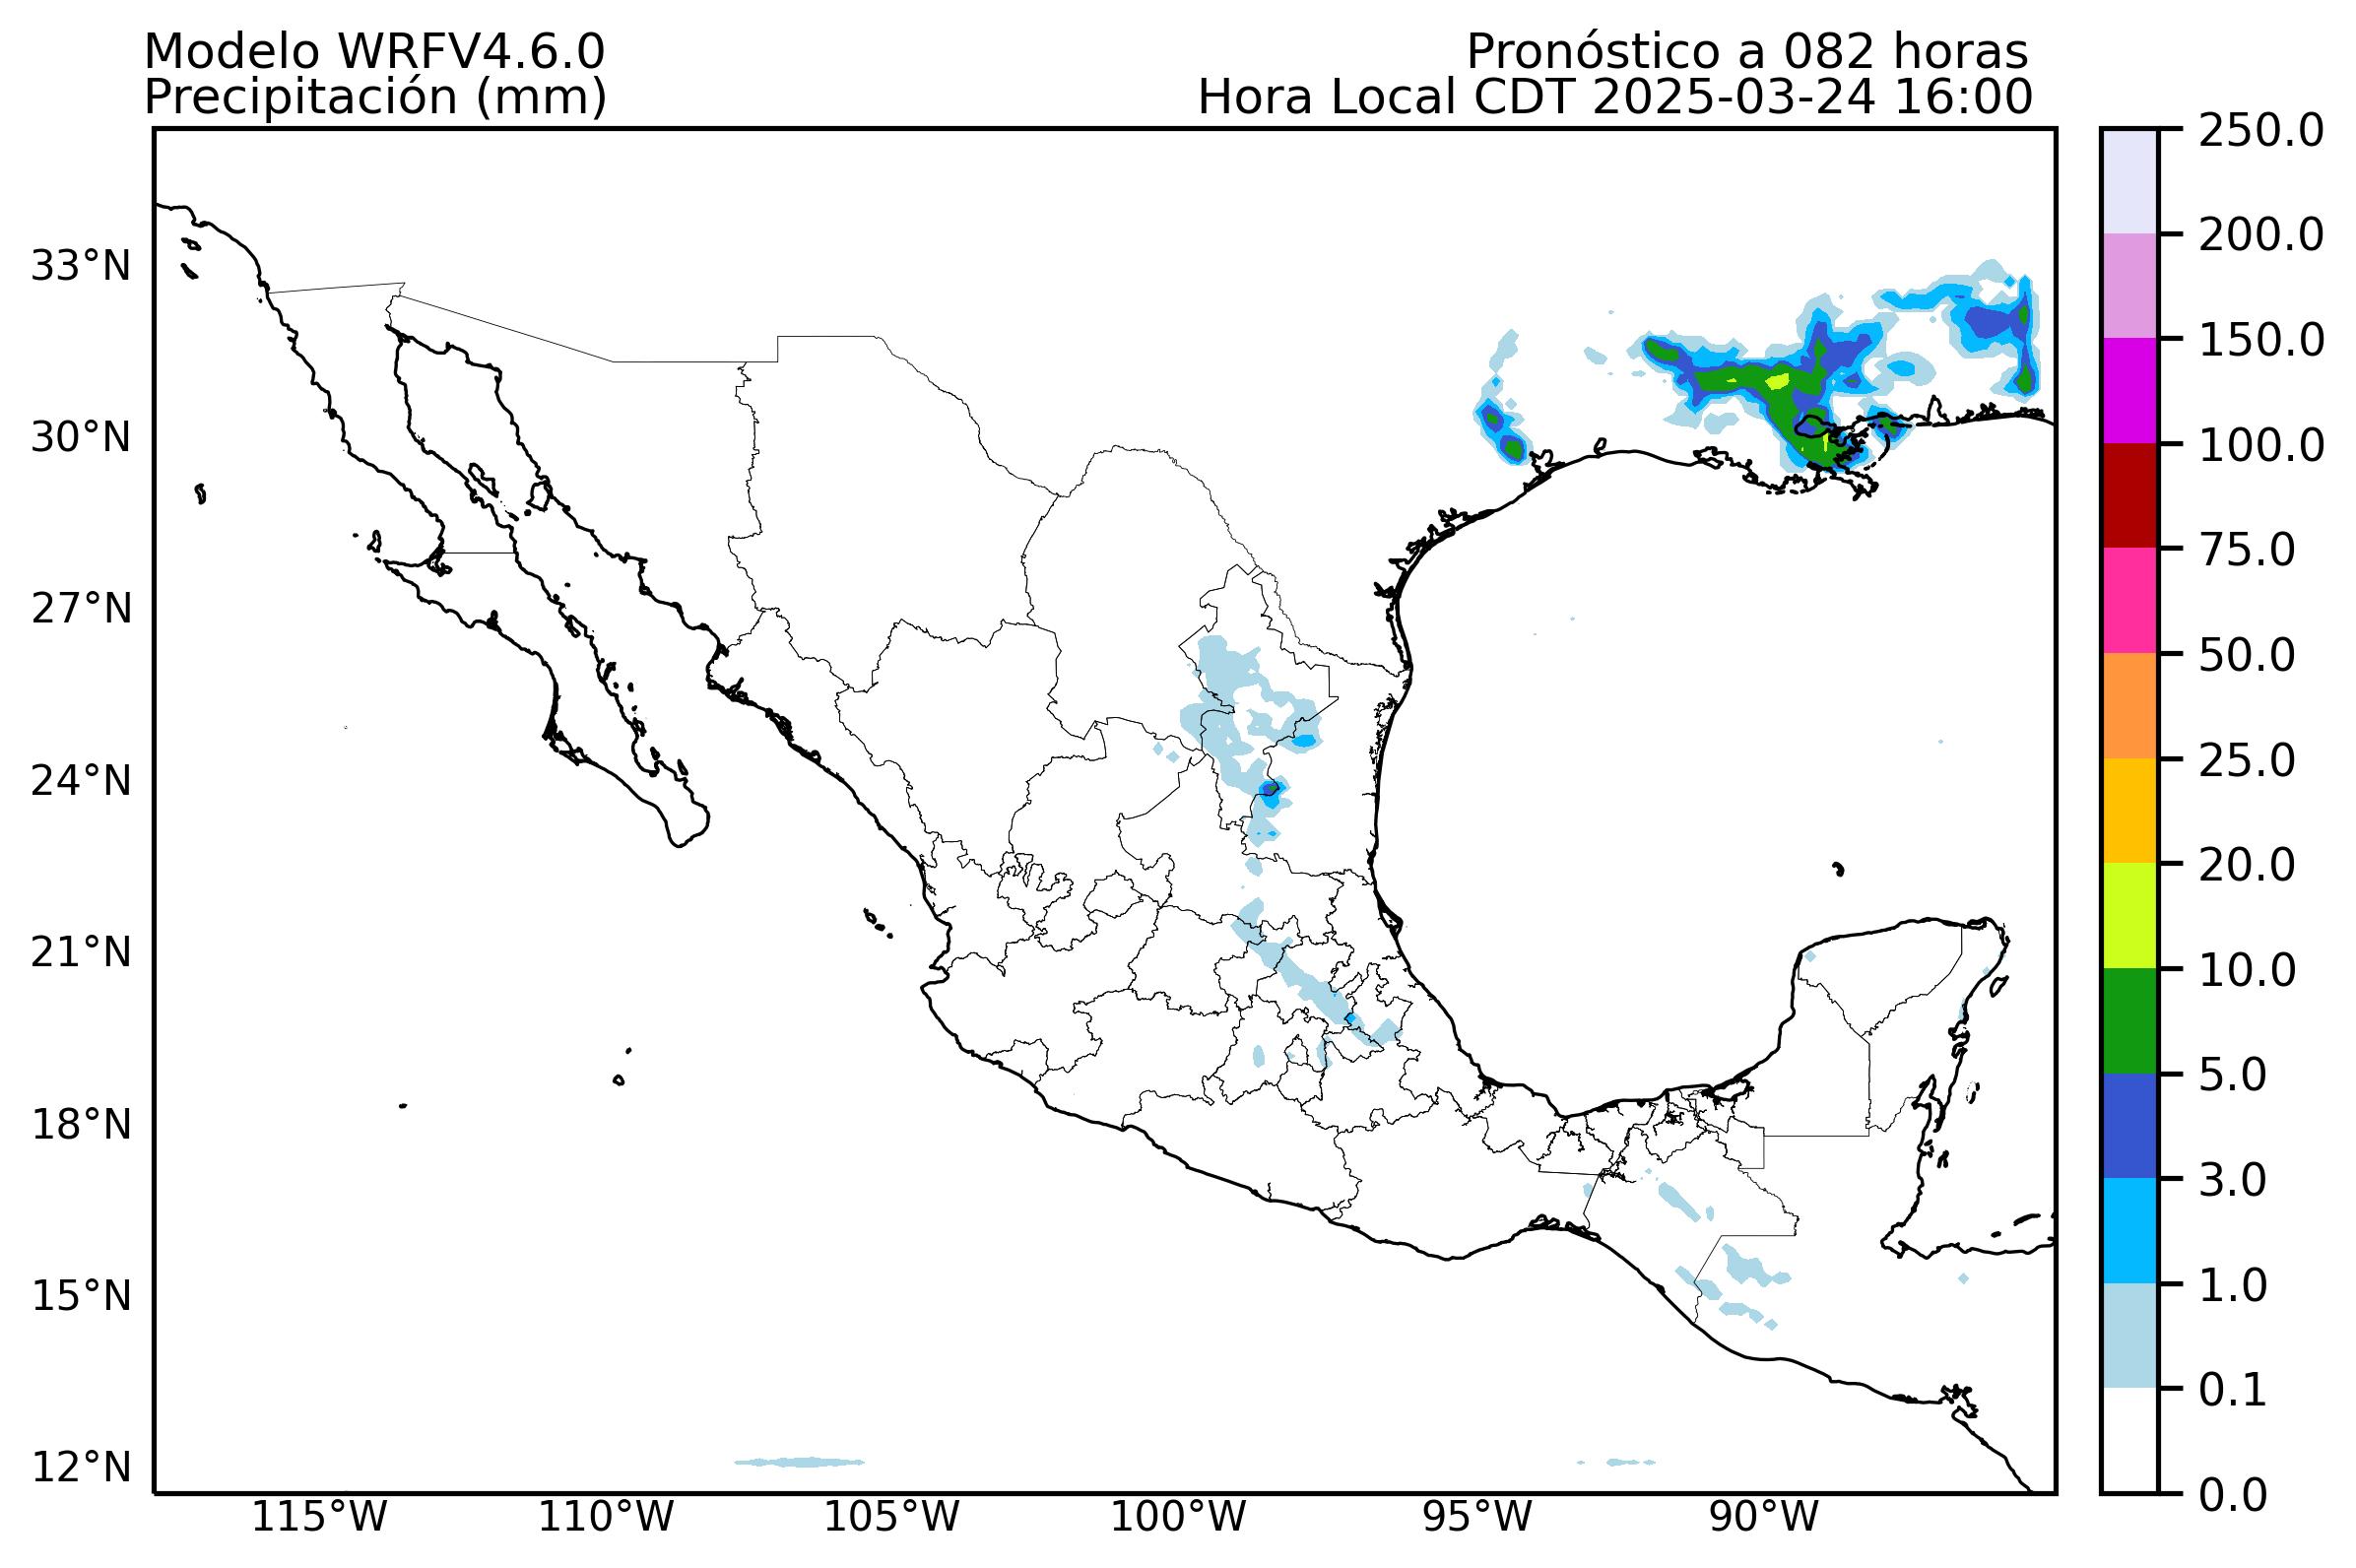 Modelo WRFV4.6.0
Pronóstico a 082 horas
Precipitación (mm)
Hora Local CDT 2025-03-24 16:00
33°N
30°N
27°N
24°N
21°N
18°N
15°N
12°N
115°W
110°W
105°W
100°W
95°W
90°W
250.0
200.0
150.0
100.0
75.0
50.0
25.0
20.0
10.0
5.0
3.0
1.0
0.1
0.0